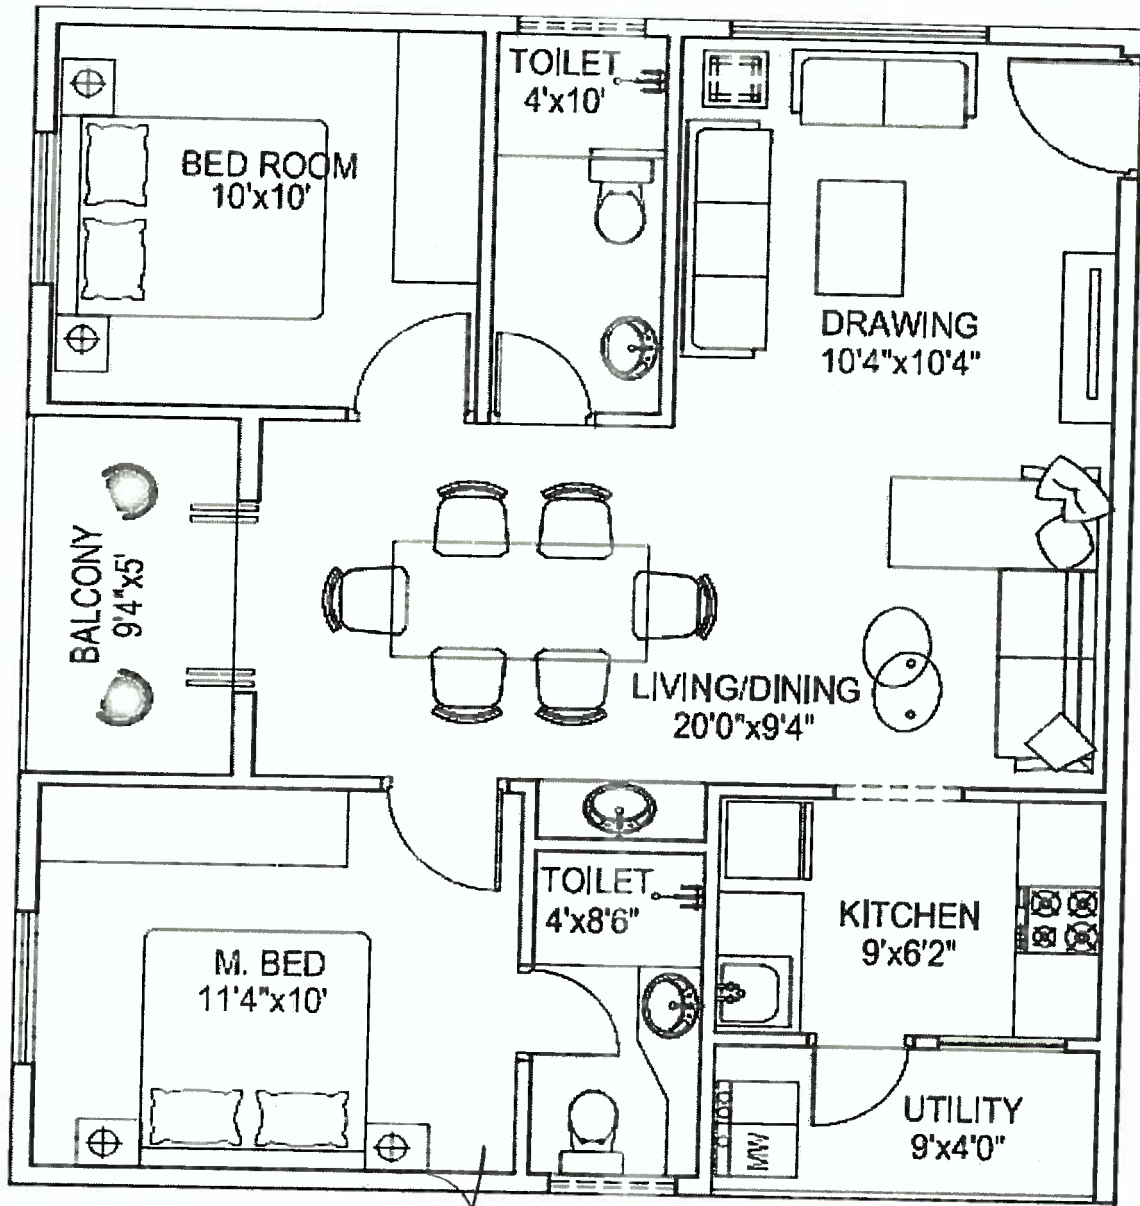 TOILET
4'x10'
BED ROOM
10'x10'
DRAWING
10'4"x10'4"
BALCONY
9'4"x5'
LIVING/DINING
20'0"x9'4"
TOILET
4'x8'6"
KITCHEN
9'x6'2"
M. BED
11'4"x10'
UTILITY
9'x4'0"
MW